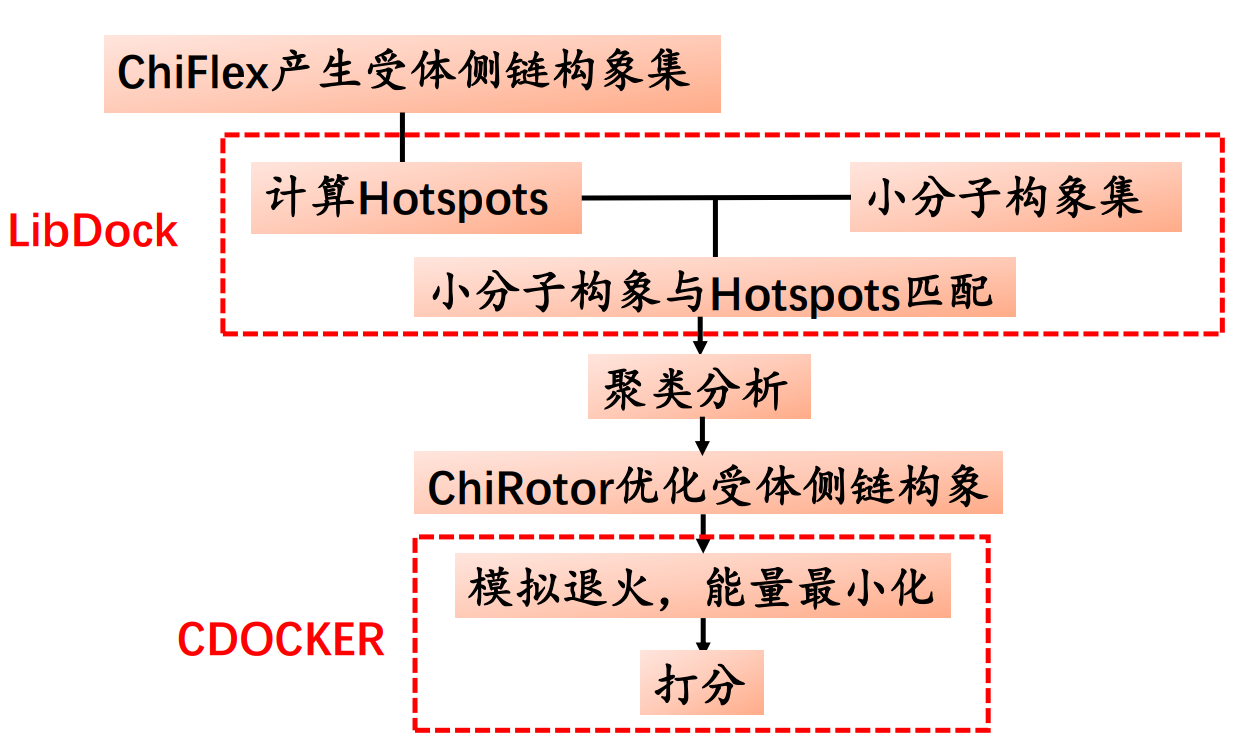 ChiFlex产生受体侧链构象集
计算Hotspots
小分子构象集
LibDock
小分子构象与Hotspots匹配
聚类分析
ChiRotor优化受体侧链构象
模拟退火，能量最小化
CDOCKER
打分